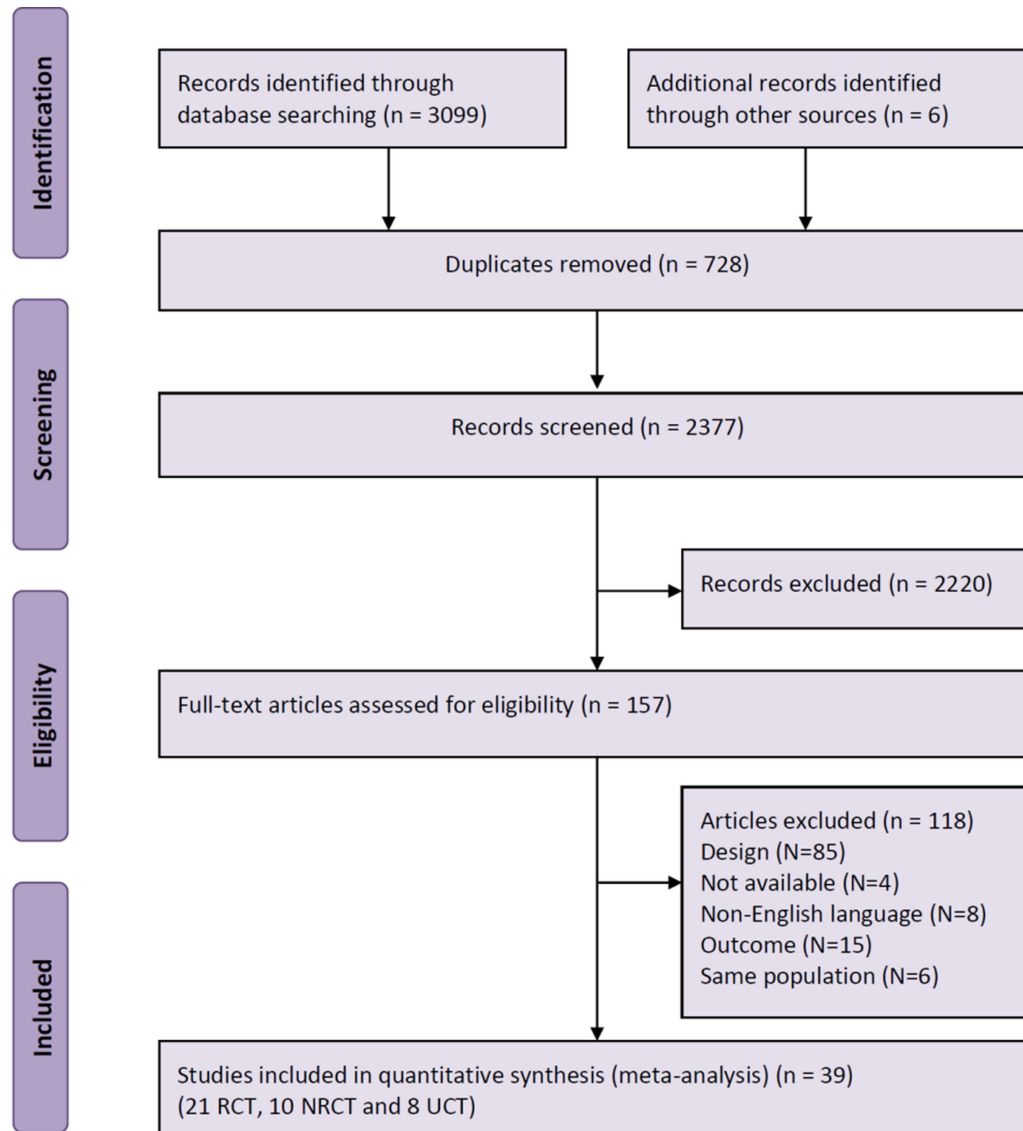 Identification
Records identified through
database searching (n = 3099)
Additional records identified
through other sources (n = 6)
Duplicates removed (n = 728)
Screening
Records screened (n = 2377)
Records excluded (n = 2220)
Eligibility
Full-text articles assessed for eligibility (n = 157)
Articles excluded (n = 118)
Design (N=85)
Not available (N=4)
Non-English language (N=8)
Outcome (N=15)
Same population (N=6)
Included
Studies included in quantitative synthesis (meta-analysis) (n = 39)
(21 RCT, 10 NRCT and 8 UCT)